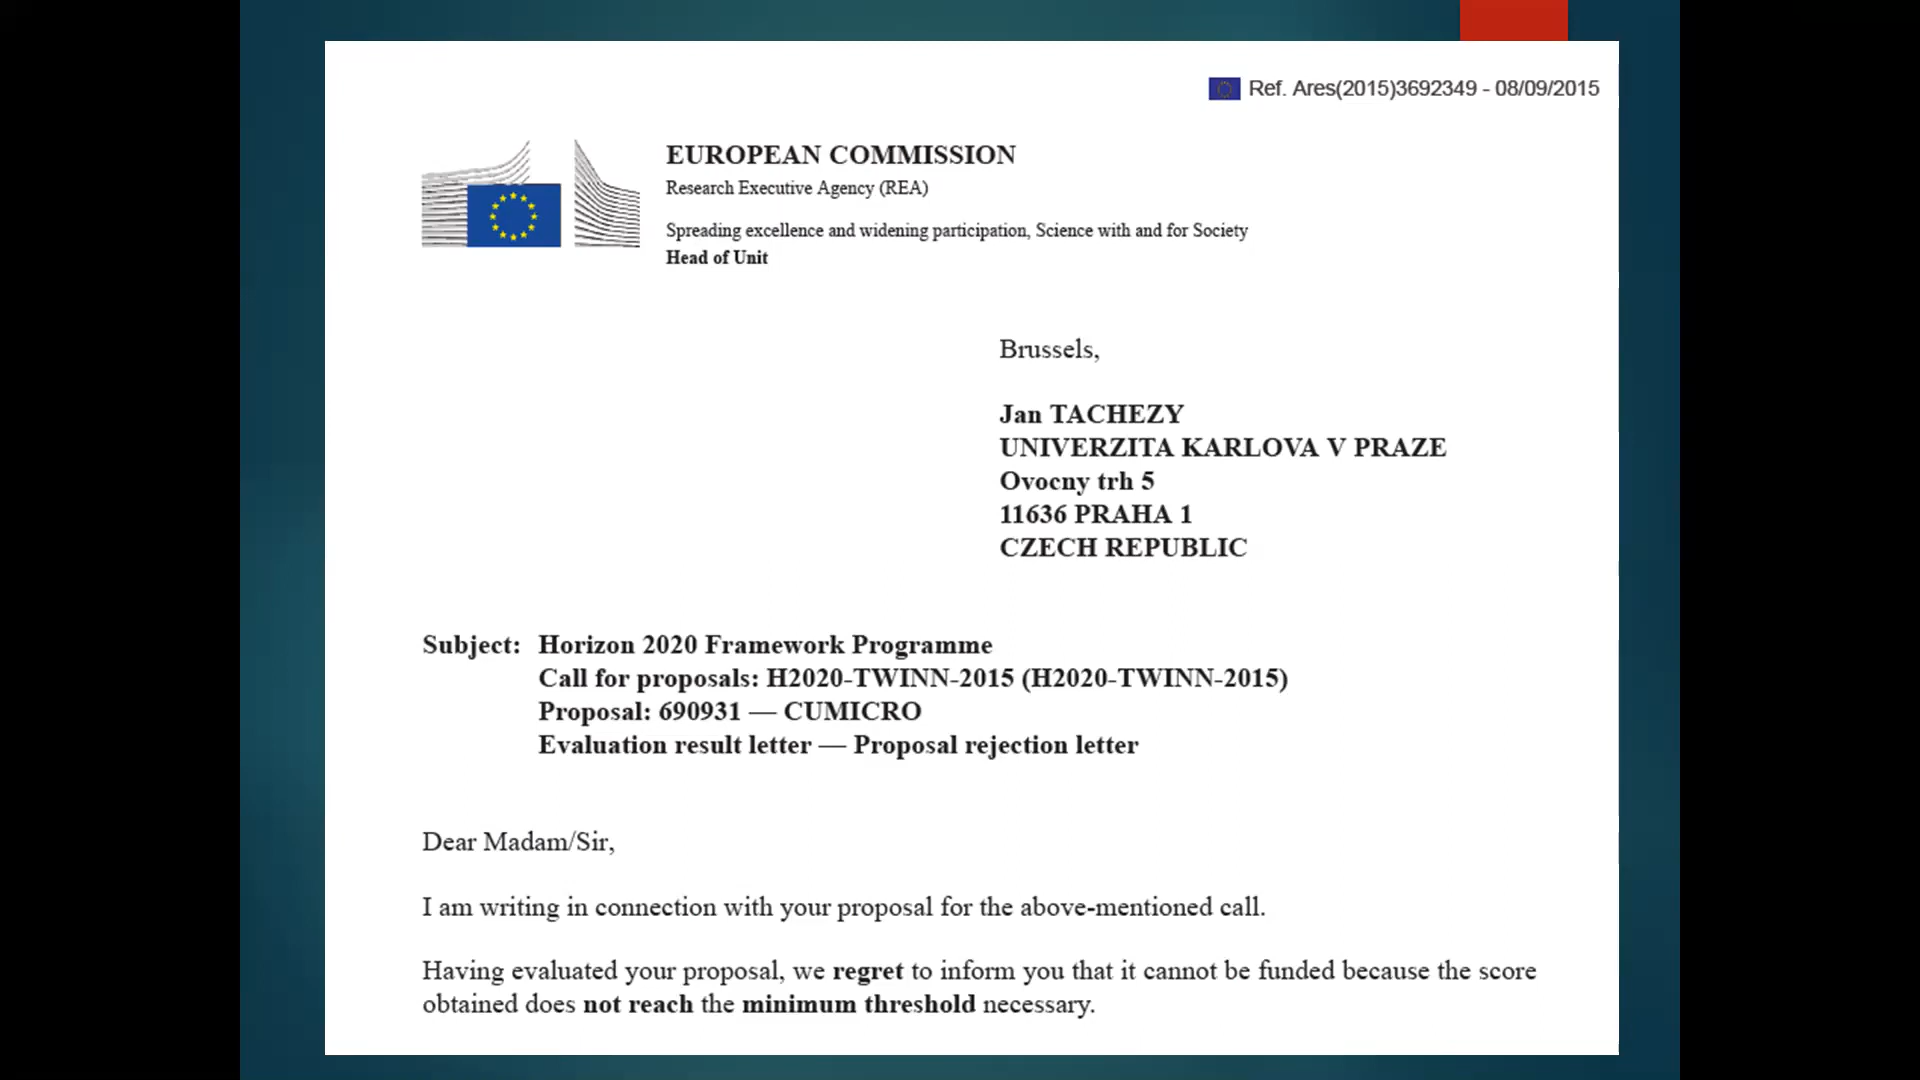 Ref. Ares(2015)3692349 - 08/09/2015
EUROPEAN COMMISSION
Research Executive Agency (REA)
Spreading excellence and widening participation, Science with and for Society
Head of Unit
Brussels,
Jan TACHEZY
UNIVERZITA KARLOVA V PRAZE
Ovocny trh 5
11636 PRAHA 1
CZECH REPUBLIC
Subject: Horizon 2020 Framework Programme
Call for proposals: H2020-TWINN-2015 (H2020-TWINN-2015)
Proposal: 690931 — CUMICRO
Evaluation result letter — Proposal rejection letter
Dear Madam/Sir,
I am writing in connection with your proposal for the above-mentioned call.
Having evaluated your proposal, we regret to inform you that it cannot be funded because the score
obtained does not reach the minimum threshold necessary.